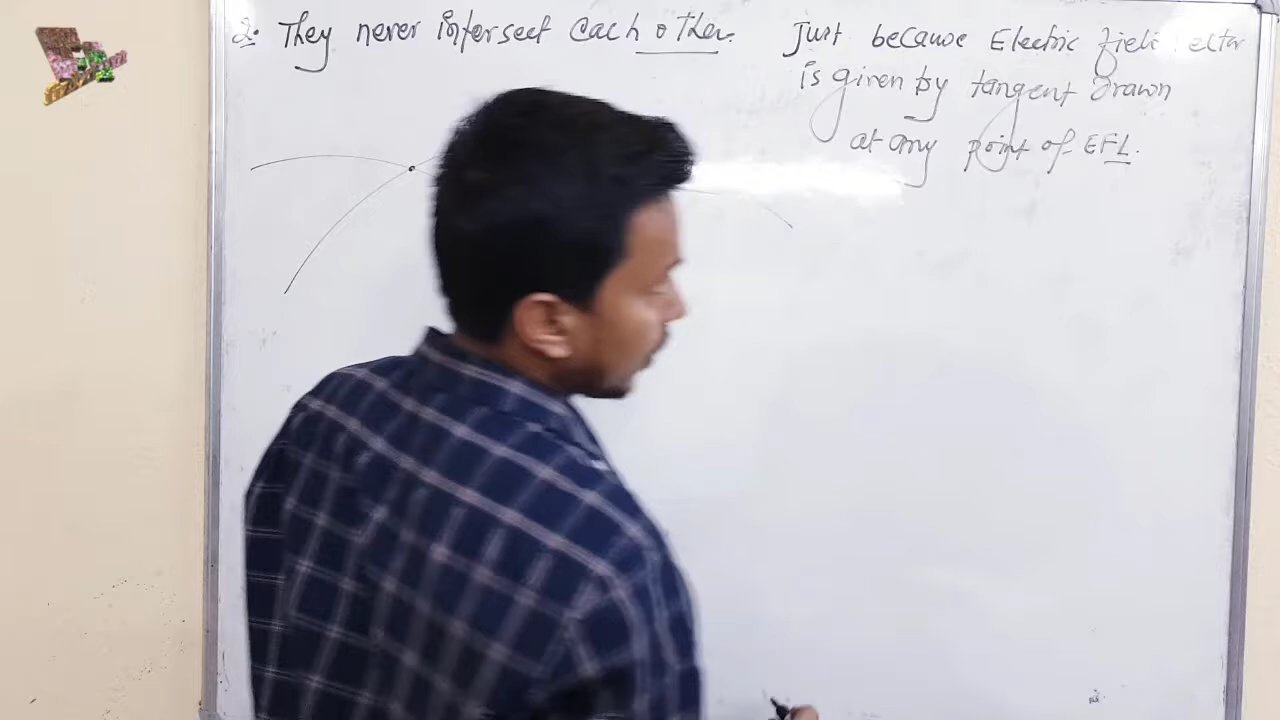 2. They never intersect each other.
Just because Electric field
is given by tangent drawn
at any point of EFL.